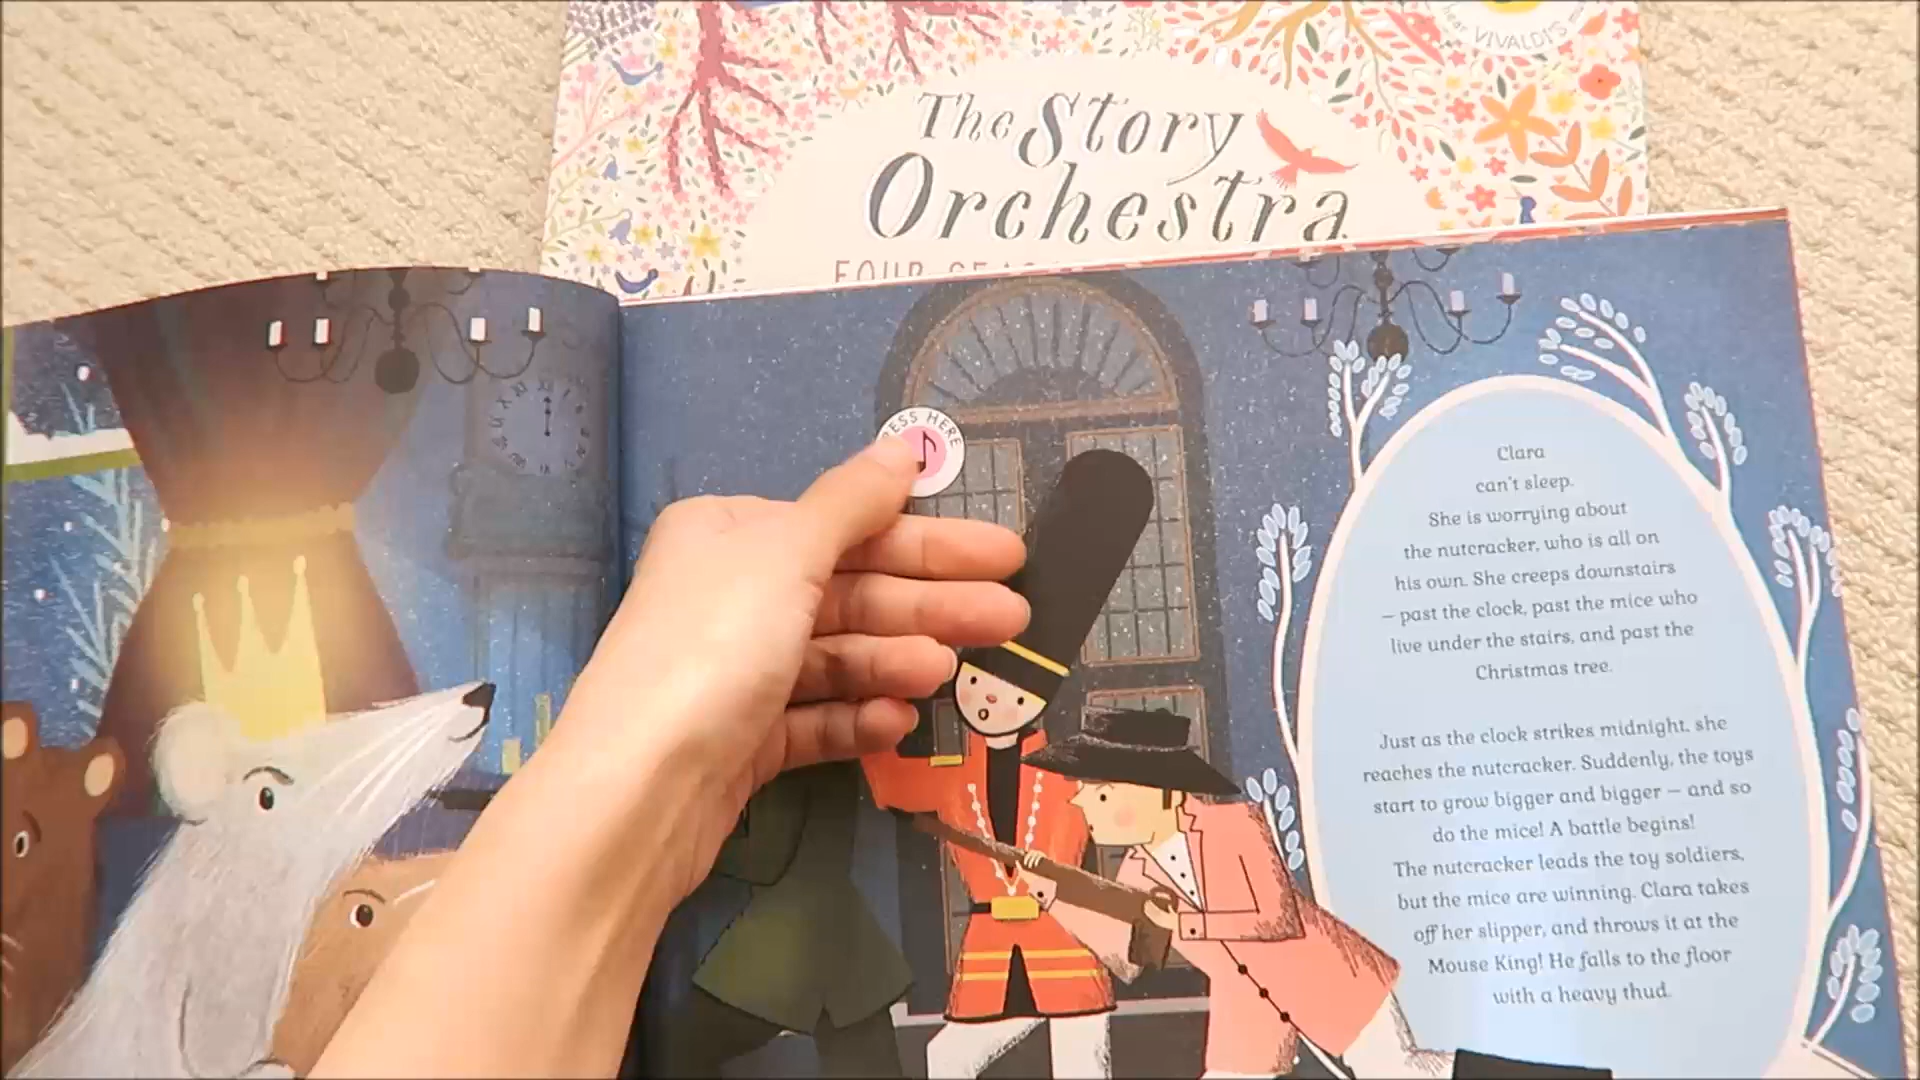 hear VIVALDI'S
The Story
Orchestra
FOUR
HERE
Clara
can't sleep.
She is worrying about
the nutcracker, who is all on
his own. She creeps downstairs
– past the clock, past the mice who
live under the stairs, and past the
Christmas tree.
Just as the clock strikes midnight, she
reaches the nutcracker. Suddenly, the toys
start to grow bigger and bigger – and so
do the mice! A battle begins!
The nutcracker leads the toy soldiers,
but the mice are winning. Clara takes
off her slipper, and throws it at the
Mouse King! He falls to the floor
with a heavy thud.